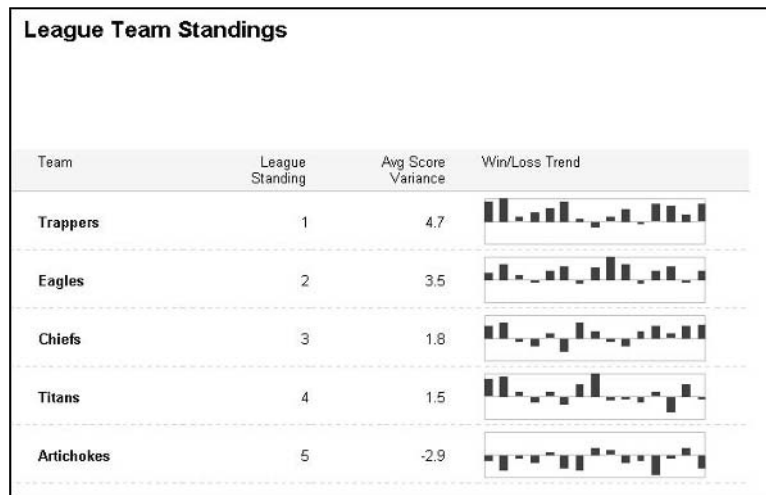 League Team Standings
Team League Standing Avg Score Variance Win/Loss Trend
Trappers 1 4.7
Eagles 2 3.5
Chiefs 3 1.8
Titans 4 1.5
Artichokes 5 -2.9